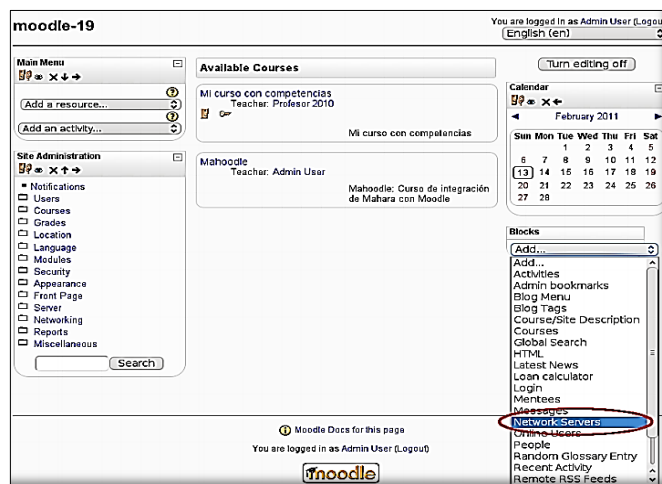 moodle-19
You are logged in as Admin User (Logou
English (en)
Main Menu
Add a resource...
Add an activity...
Site Administration
Notifications
Users
Courses
Grades
Location
Language
Modules
Security
Appearance
Front Page
Server
Networking
Reports
Miscellaneous
Search
Available Courses
Mi curso con competencias
Teacher: Profesor 2010
Mi curso con competencias
Mahoodle
Teacher: Admin User
Mahoodle: Curso de integración
de Mahara con Moodle
Turn editing off
Calendar
February 2011
Sun Mon Tue Wed Thu Fri Sat
1 2 3 4 5
6 7 8 9 10 11 12
13 14 15 16 17 18 19
20 21 22 23 24 25 26
27 28
Blocks
Add...
Add...
Activities
Admin bookmarks
Blog Menu
Blog Tags
Course/Site Description
Courses
Global Search
HTML
Latest News
Loan calculator
Login
Mentees
Messages
Network Servers
Online Users
People
Random Glossary Entry
Recent Activity
Remote RSS Feeds
Moodle Docs for this page
You are logged in as Admin User (Logout)
moodle